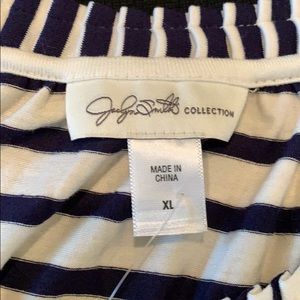 Jaclyn Smith COLLECTION
MADE IN
CHINA
XL